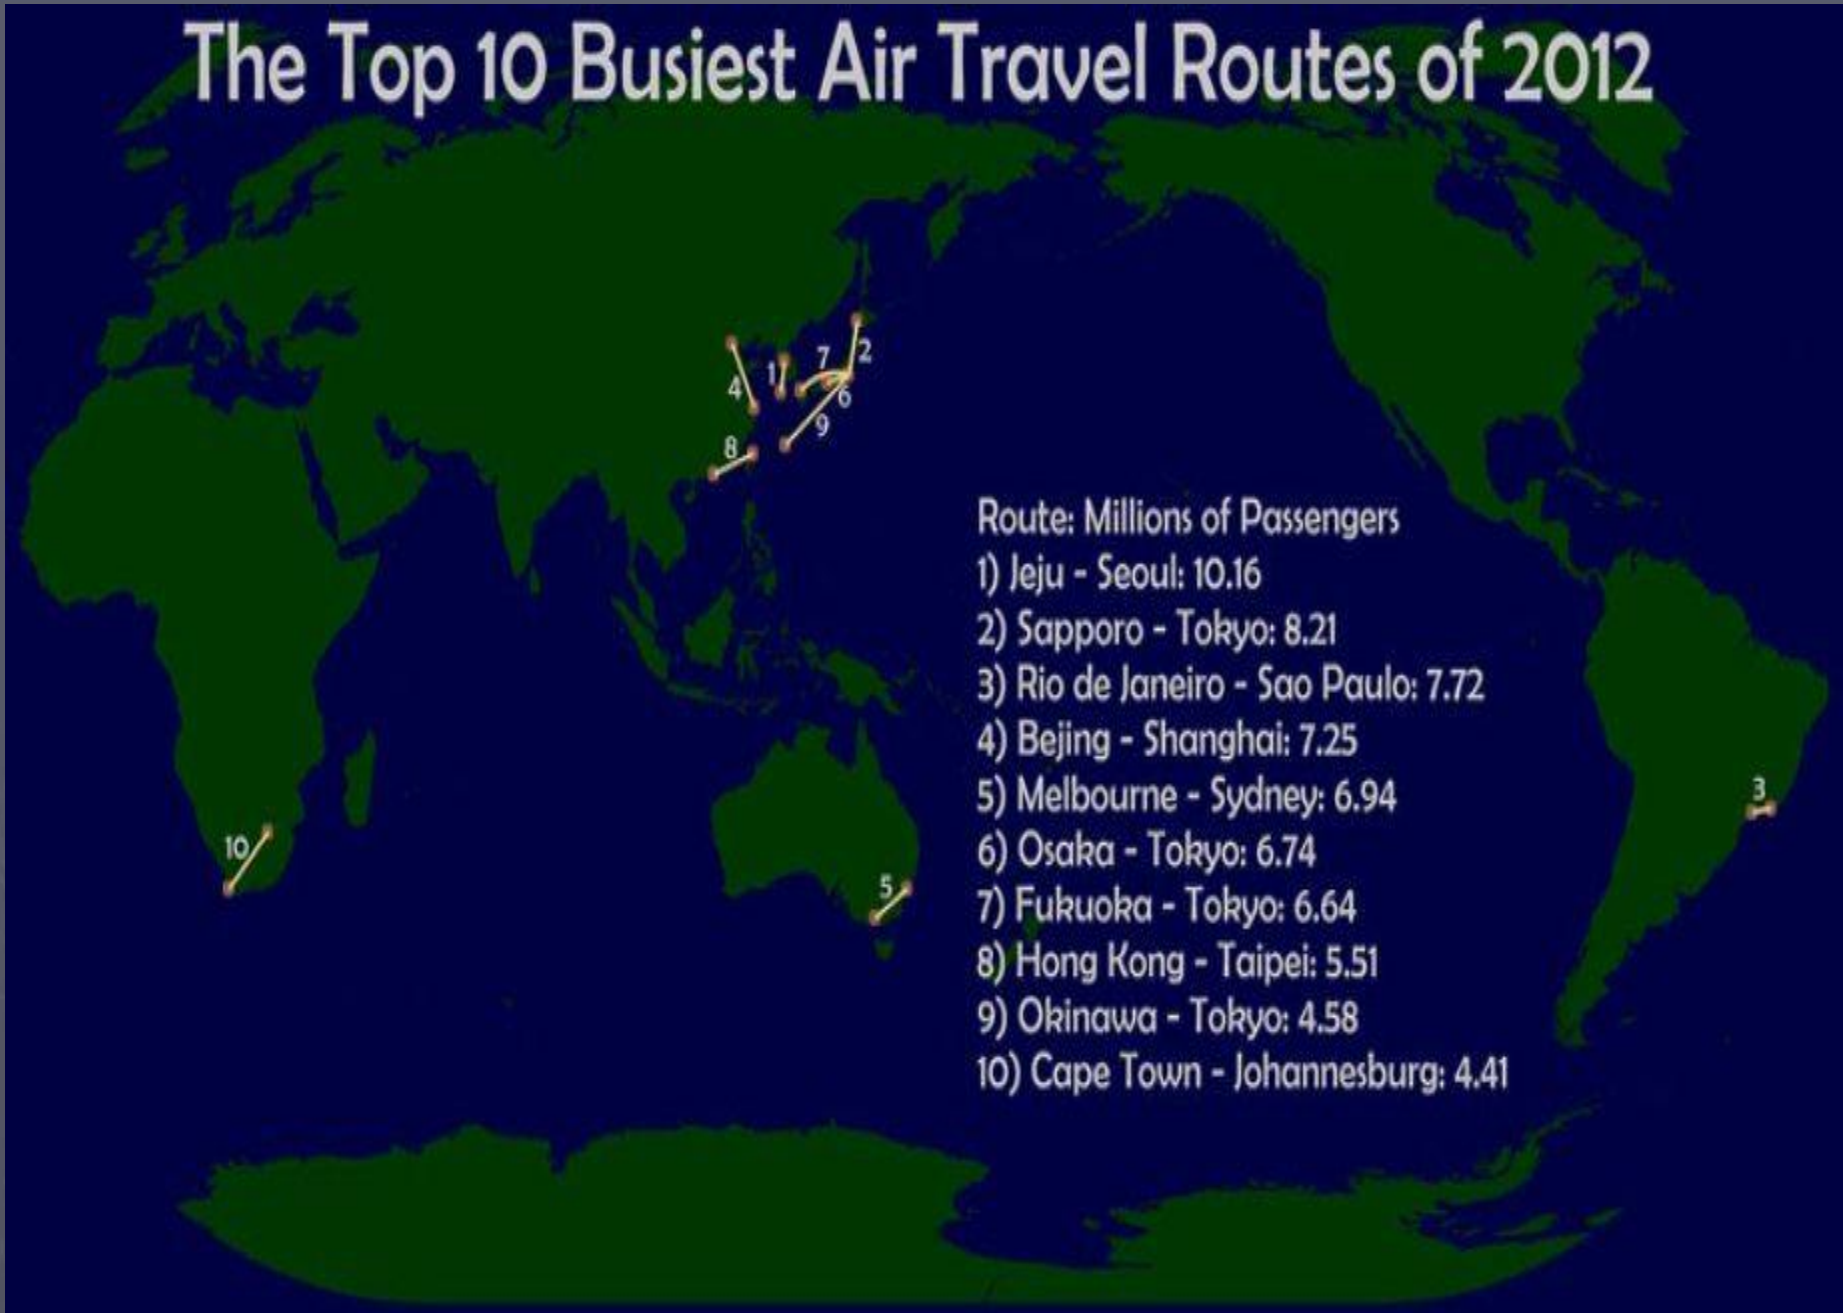 The Top 10 Busiest Air Travel Routes of 2012
2
7
1
4
6
9
8
Route: Millions of Passengers
1) Jeju - Seoul: 10.16
2) Sapporo - Tokyo: 8.21
3) Rio de Janeiro - Sao Paulo: 7.72
4) Bejing - Shanghai: 7.25
5) Melbourne - Sydney: 6.94
6) Osaka - Tokyo: 6.74
7) Fukuoka - Tokyo: 6.64
8) Hong Kong - Taipei: 5.51
9) Okinawa - Tokyo: 4.58
10) Cape Town - Johannesburg: 4.41
3
10
5